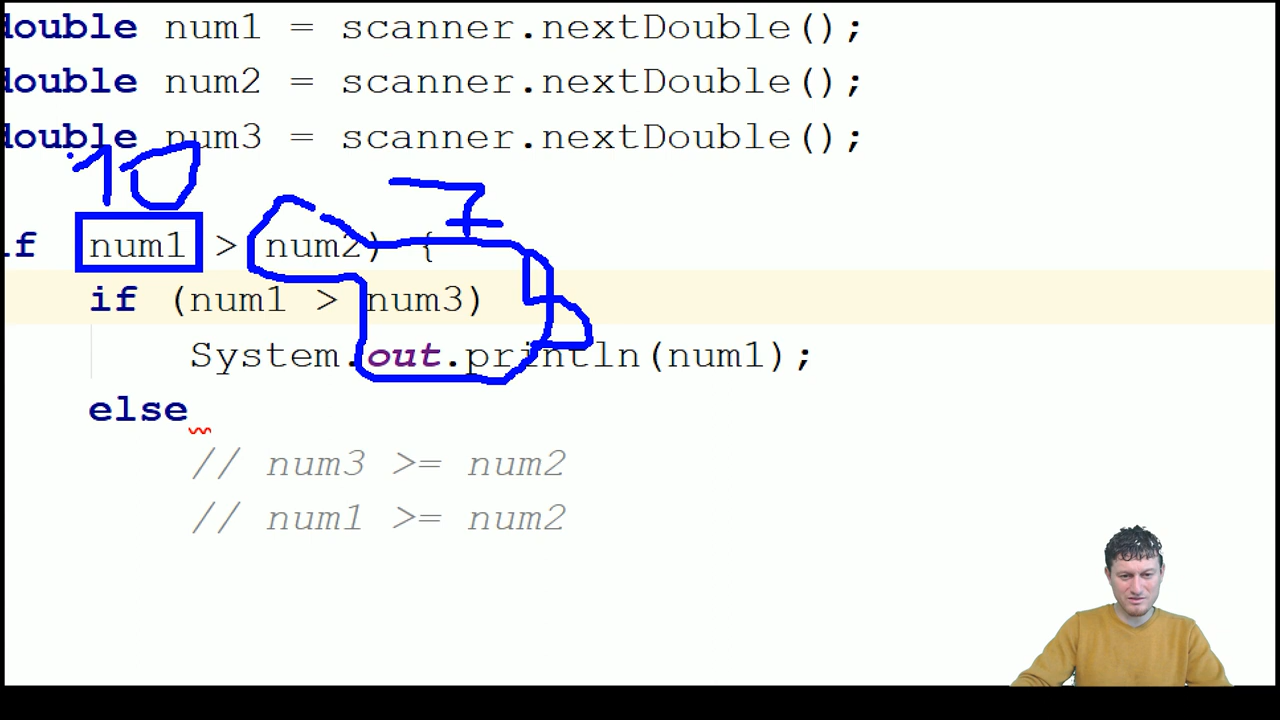 double num1 = scanner.nextDouble();
double num2 = scanner.nextDouble();
double num3 = scanner.nextDouble();
10
7
if num1 > num2) {
if (num1 > num3)
System.out.println(num1);
else
// num3 >= num2
// num1 >= num2